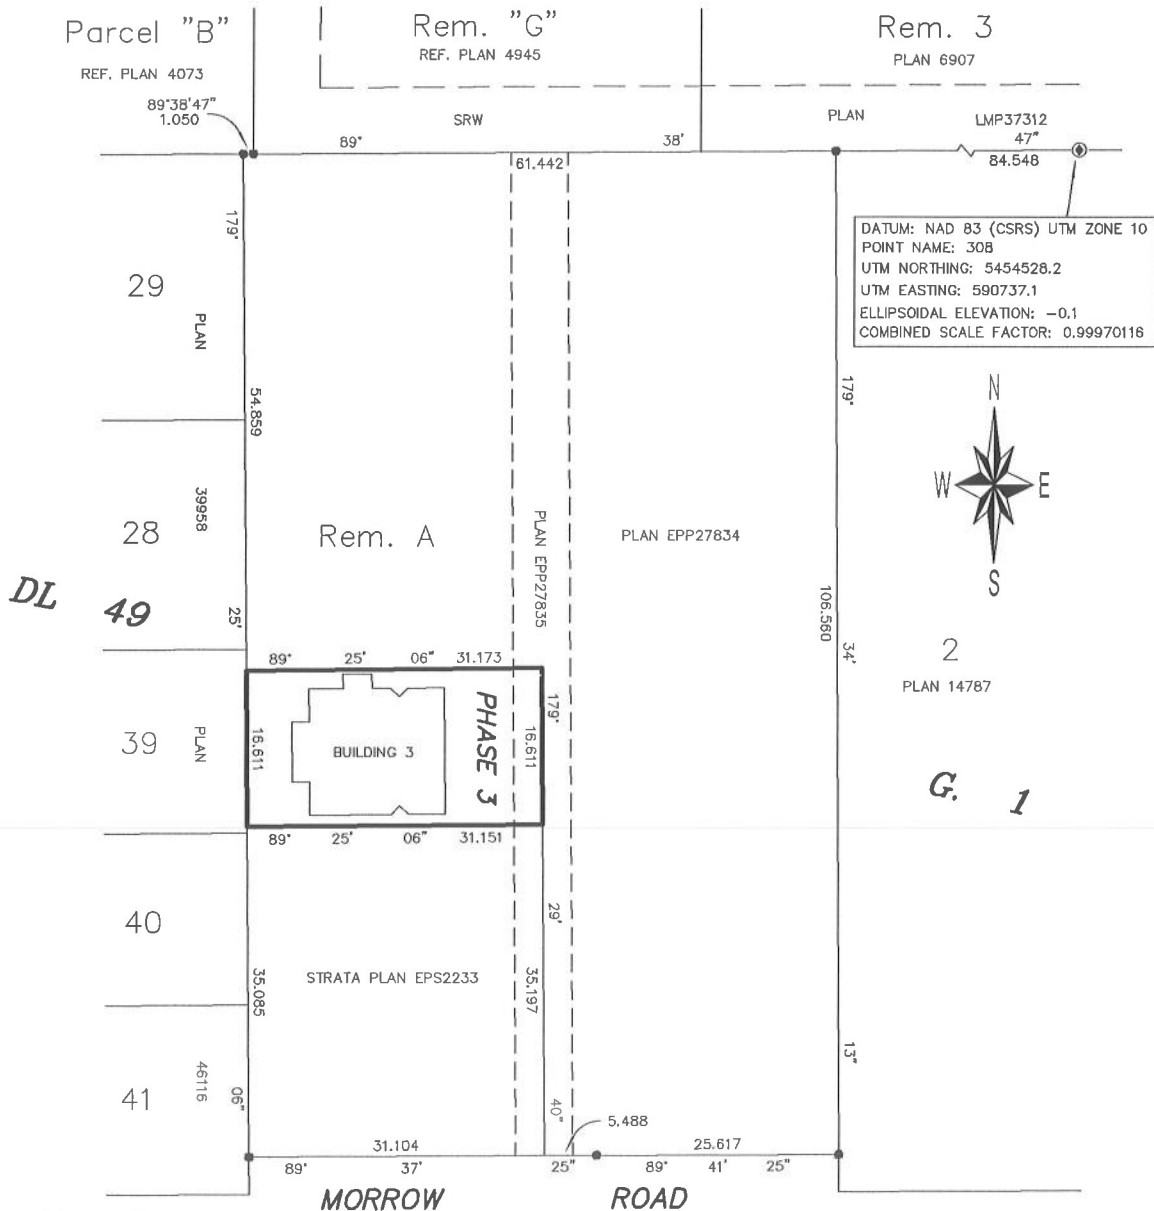 Parcel "B"
REF. PLAN 4073
Rem. "G"
REF. PLAN 4945
Rem. 3
PLAN 6907
89°38'47"
1.050
SRW
PLAN
LMP37312
89°
38'
47"
61.442
84.548
DATUM: NAD 83 (CSRS) UTM ZONE 10
POINT NAME: 308
UTM NORTHING: 5454528.2
UTM EASTING: 590737.1
ELLIPSOIDAL ELEVATION: -0.1
COMBINED SCALE FACTOR: 0.99970116
179°
29
PLAN
54.859
179°
N
W
E
S
28
39958
Rem. A
PLAN EPP27835
PLAN EPP27834
DL 49
25'
106.560
34'
2
PLAN 14787
89° 25' 06" 31.173
39
PLAN
16.611
BUILDING 3
PHASE 3
16.611
179°
G. 1
89° 25' 06" 31.151
40
29'
35.085
STRATA PLAN EPS2233
35.197
13"
41
46116
06"
40"
5.488
31.104
25.617
89° 37' 25"
89° 41' 25"
MORROW ROAD